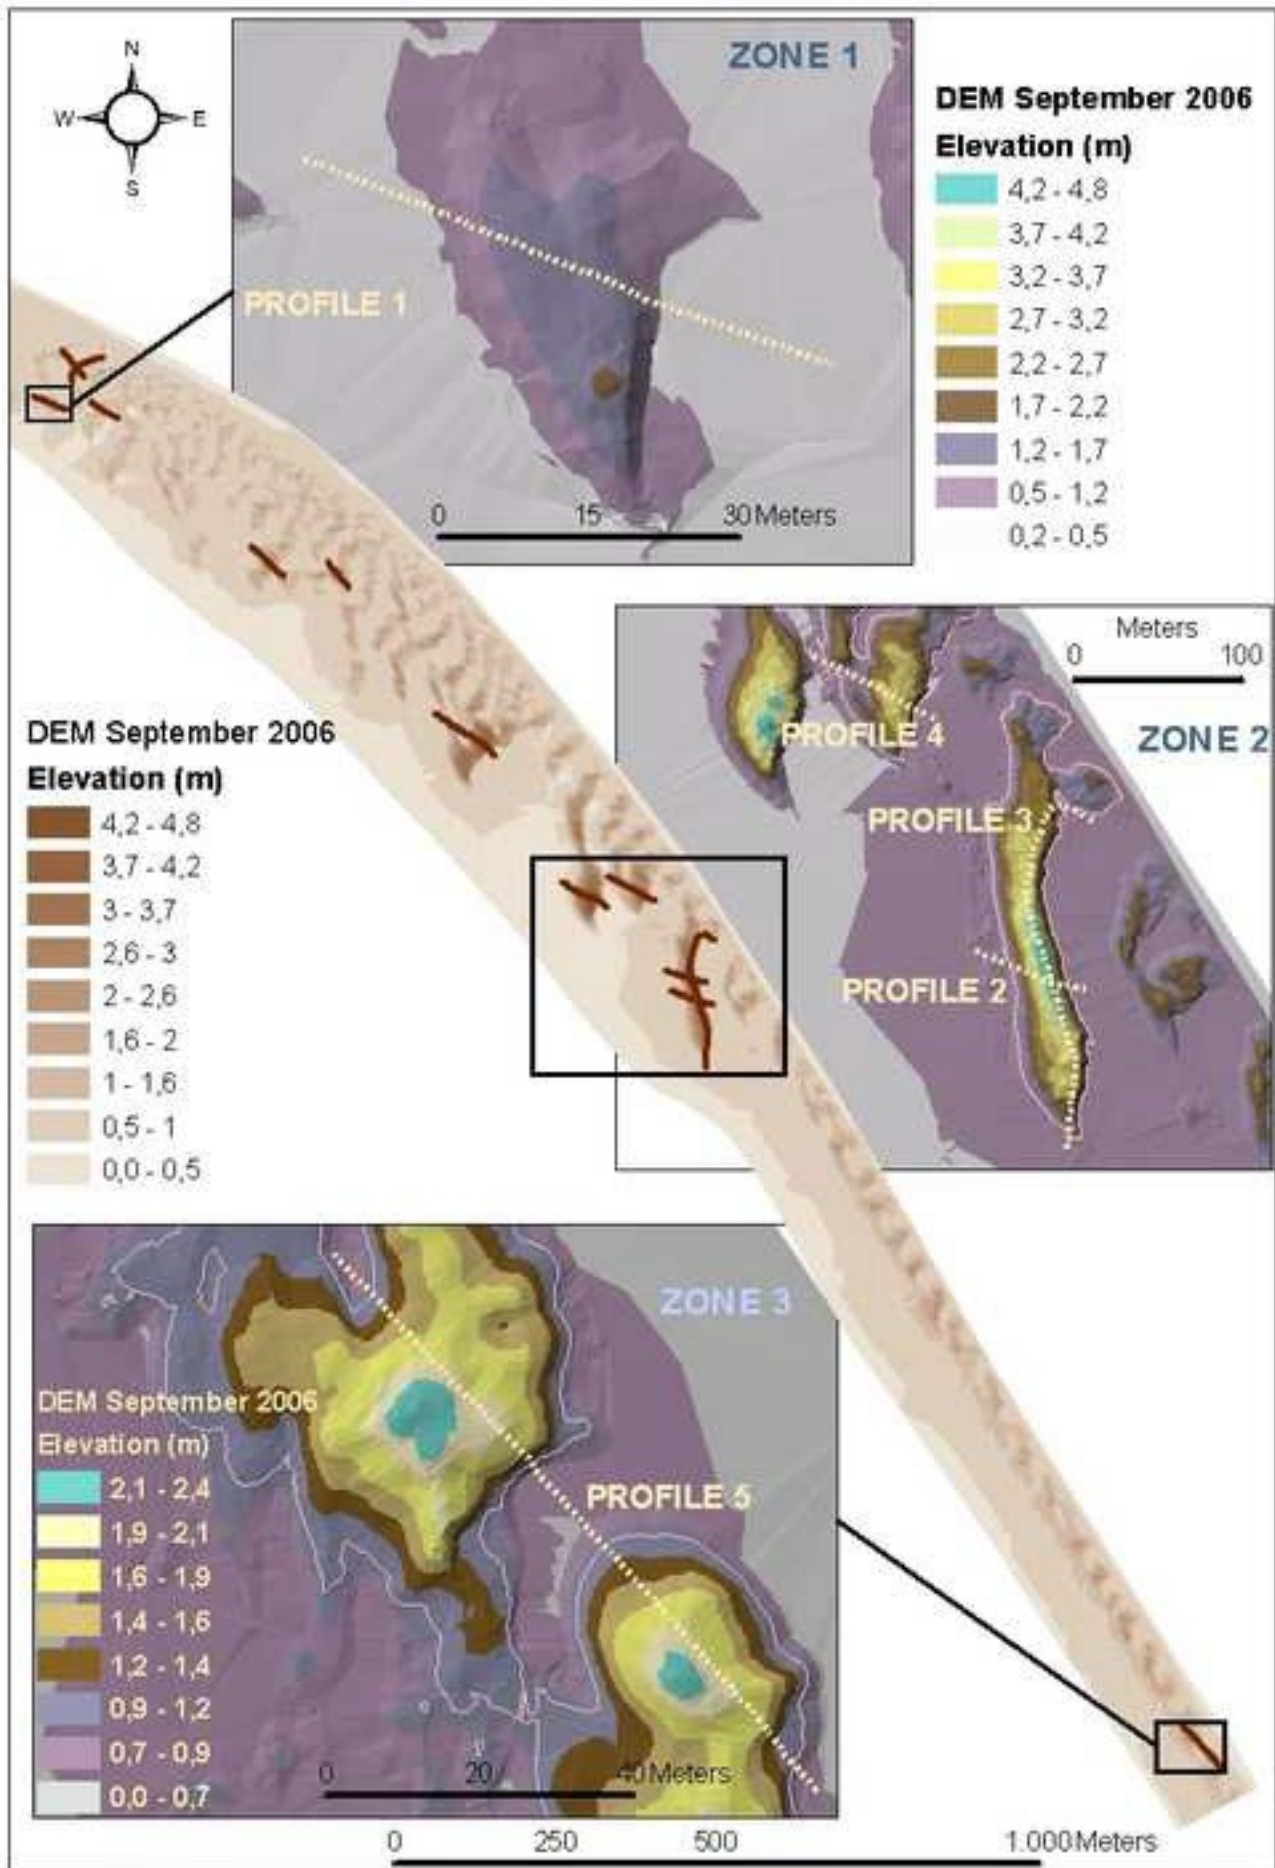 N
W E
S
ZONE 1
PROFILE 1
0 15 30 Meters
DEM September 2006
Elevation (m)
4,2 - 4,8
3,7 - 4,2
3,2 - 3,7
2,7 - 3,2
2,2 - 2,7
1,7 - 2,2
1,2 - 1,7
0,5 - 1,2
0,2 - 0,5
Meters
0 100
ZONE 2
PROFILE 4
PROFILE 3
PROFILE 2
DEM September 2006
Elevation (m)
4,2 - 4,8
3,7 - 4,2
3 - 3,7
2,6 - 3
2 - 2,6
1,6 - 2
1 - 1,6
0,5 - 1
0,0 - 0,5
ZONE 3
PROFILE 5
DEM September 2006
Elevation (m)
2,1 - 2,4
1,9 - 2,1
1,6 - 1,9
1,4 - 1,6
1,2 - 1,4
0,9 - 1,2
0,7 - 0,9
0,0 - 0,7
0 20 40 Meters
0 250 500 1.000 Meters